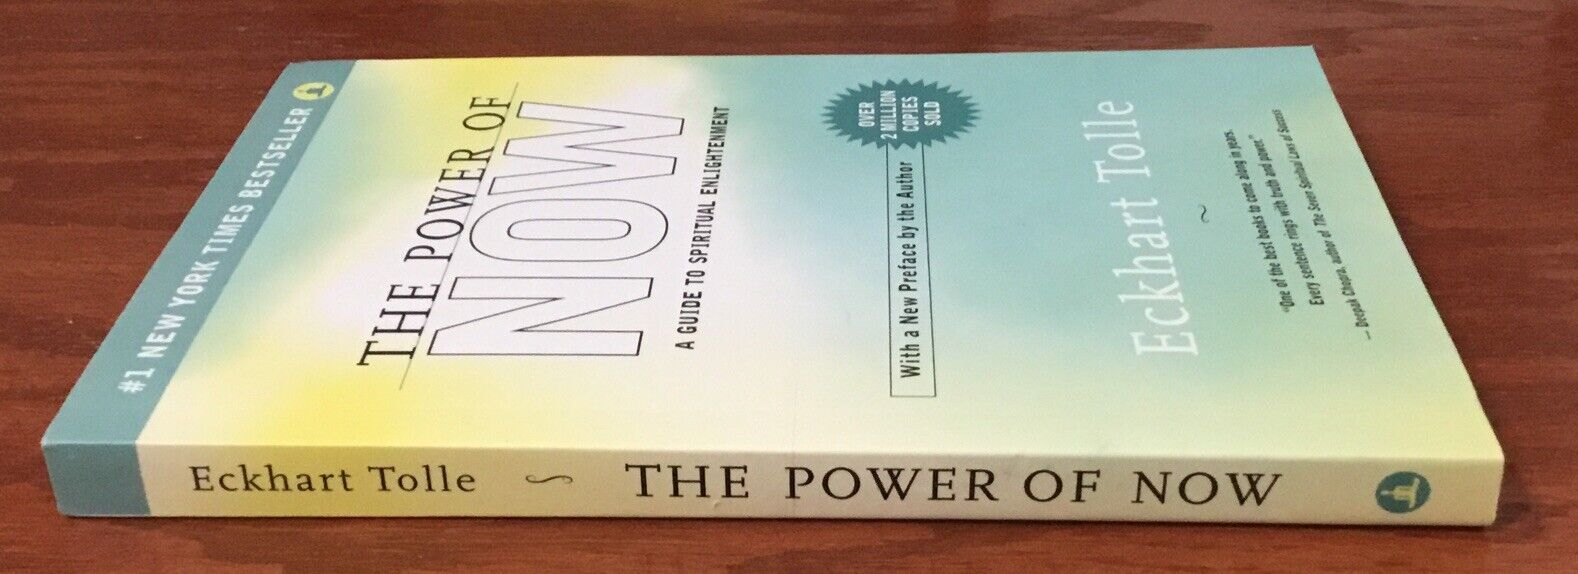 #1 NEW YORK TIMES BESTSELLER
THE POWER OF
NOW
A GUIDE TO SPIRITUAL ENLIGHTENMENT
OVER
2 MILLION
COPIES
SOLD
With a New Preface by the Author
Eckhart Tolle
"One of the best books to come along in years.
Every sentence rings with truth and power."
— Deepak Chopra, author of The Seven Spiritual Laws of Success
Eckhart Tolle THE POWER OF NOW